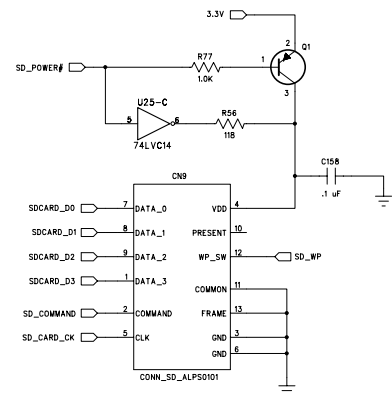 3.3V
2
Q1
R77
1
SD_POWER#
1.0K
3
U25-C
R56
5
6
118
74LVC14
C158
CN9
.1 uF
SDCARD_D0
7
DATA_0
VDD
4
SDCARD_D1
8
DATA_1
PRESENT
10
SDCARD_D2
9
DATA_2
WP_SW
12
SD_WP
SDCARD_D3
1
DATA_3
COMMON
11
SD_COMMAND
2
COMMAND
FRAME
13
SD_CARD_CK
5
CLK
GND
3
GND
6
CONN_SD_ALPS0101